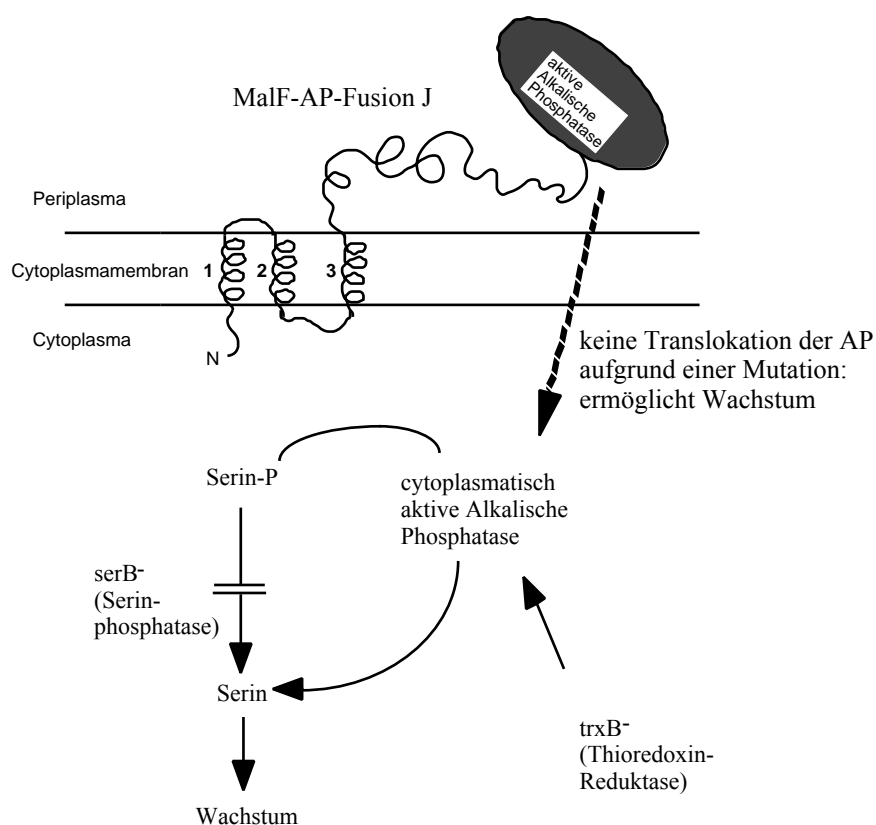 aktive
Alkalische
Phosphatase
MalF-AP-Fusion J
Periplasma
Cytoplasmamembran 1 2 3
Cytoplasma
N
keine Translokation der AP
aufgrund einer Mutation:
ermöglicht Wachstum
Serin-P
cytoplasmatisch
aktive Alkalische
Phosphatase
serB-
(Serin-
phosphatase)
Serin
trxB-
(Thioredoxin-
Reduktase)
Wachstum